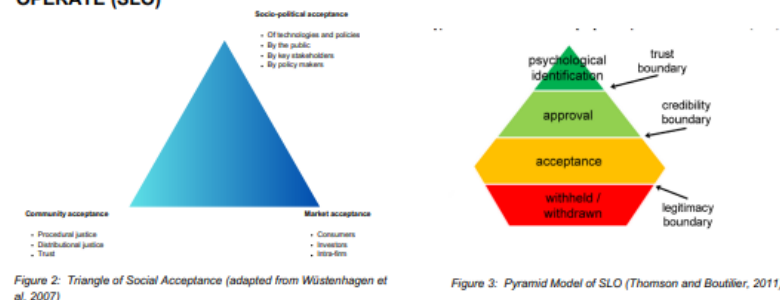 OPERATE (SLO)
Socio-political acceptance
• Of technologies and policies
• By the public
• By key stakeholders
• By policy makers
Community acceptance
• Procedural justice
• Distributional justice
• Trust
Market acceptance
• Consumers
• Investors
• Intra-firm
Figure 2: Triangle of Social Acceptance (adapted from Wüstenhagen et
al. 2007)
psychological
identification
trust
boundary
approval
credibility
boundary
acceptance
withheld /
withdrawn
legitimacy
boundary
Figure 3: Pyramid Model of SLO (Thomson and Boutilier, 2011)